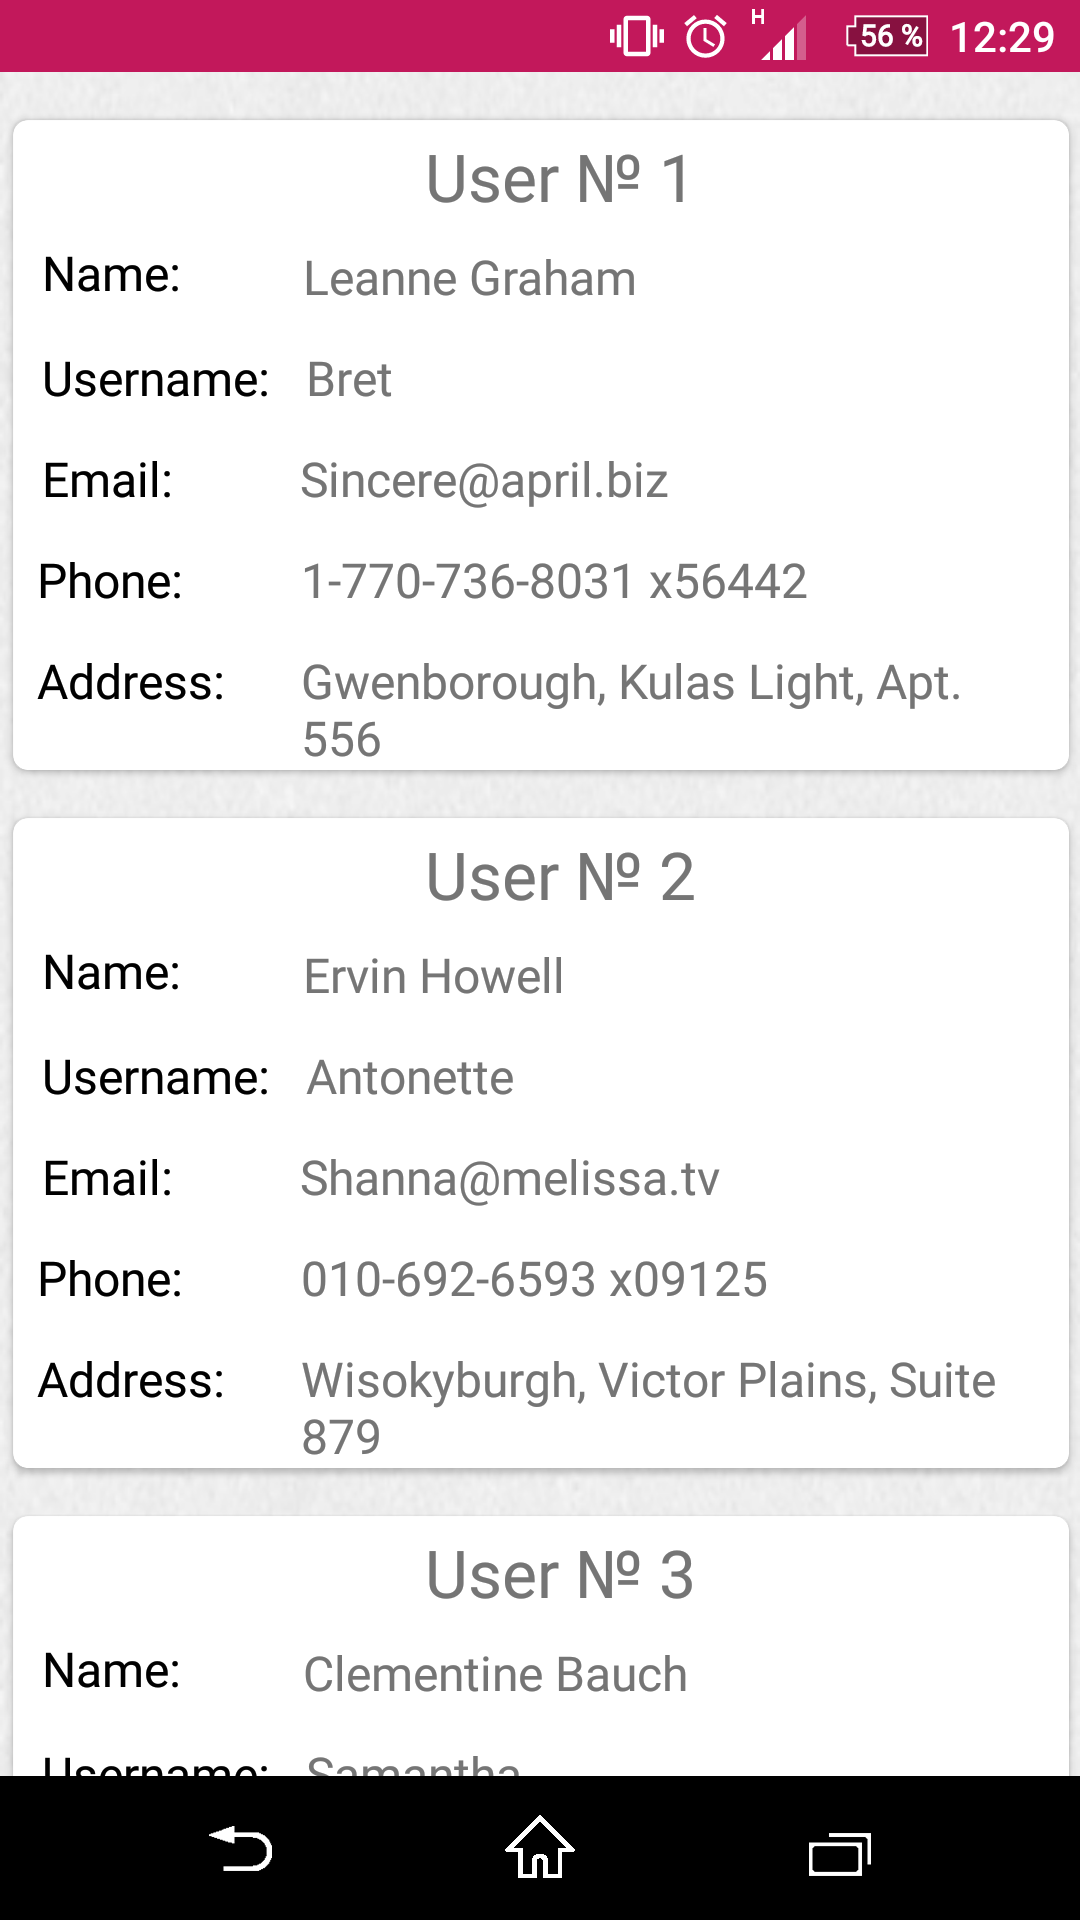 H 56 % 12:29
User № 1
Name: Leanne Graham
Username: Bret
Email: Sincere@april.biz
Phone: 1-770-736-8031 x56442
Address: Gwenborough, Kulas Light, Apt.
556
User № 2
Name: Ervin Howell
Username: Antonette
Email: Shanna@melissa.tv
Phone: 010-692-6593 x09125
Address: Wisokyburgh, Victor Plains, Suite
879
User № 3
Name: Clementine Bauch
Username: Samantha